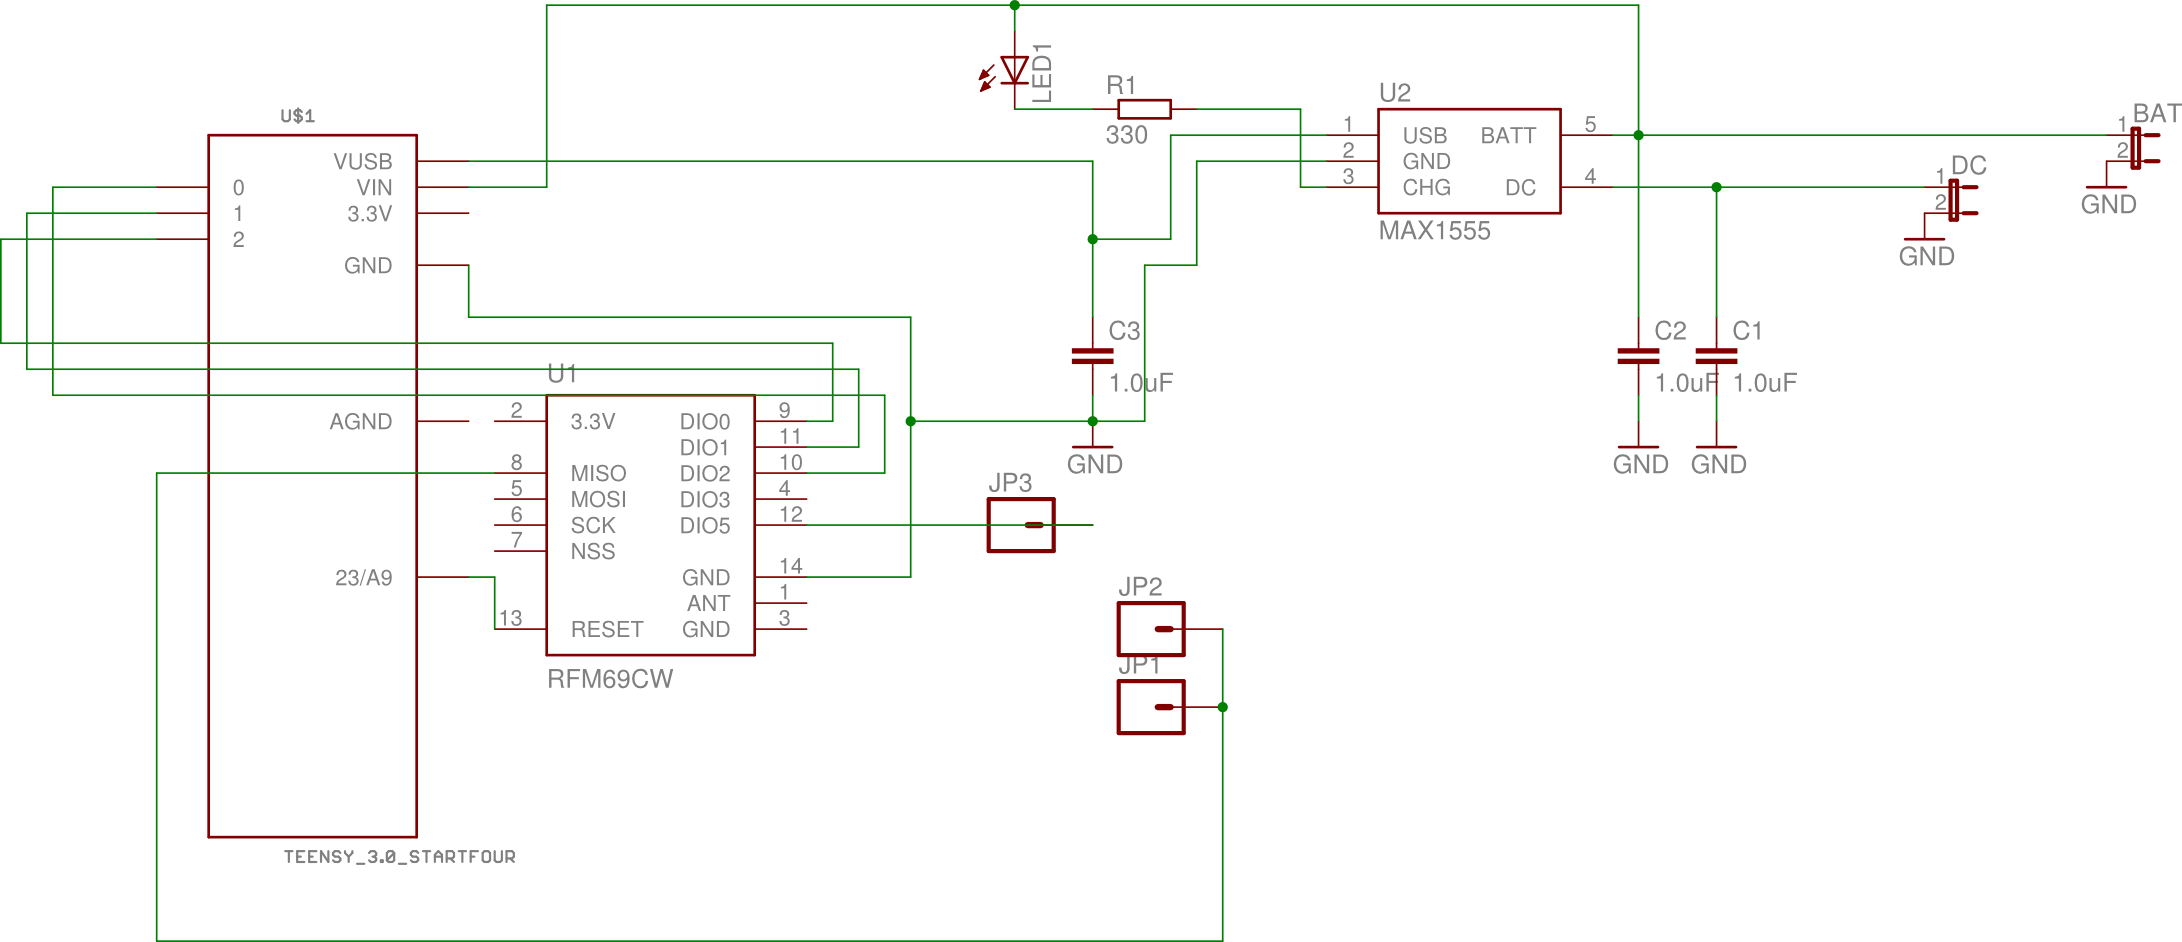 LED1
R1
330
U2
1
2
3
USB
GND
CHG
BATT
DC
5
4
MAX1555
BAT
1
2
GND
DC
1
2
GND
U$1
VUSB
VIN
3.3V
GND
0
1
2
AGND
23/A9
TEENSY_3.0_STARTFOUR
U1
2
8
5
6
7
13
3.3V
MISO
MOSI
SCK
NSS
RESET
DIO0
DIO1
DIO2
DIO3
DIO5
GND
ANT
GND
9
11
10
4
12
14
1
3
RFM69CW
C3
1.0uF
GND
C2
1.0uF
GND
C1
1.0uF
GND
JP3
JP2
JP1